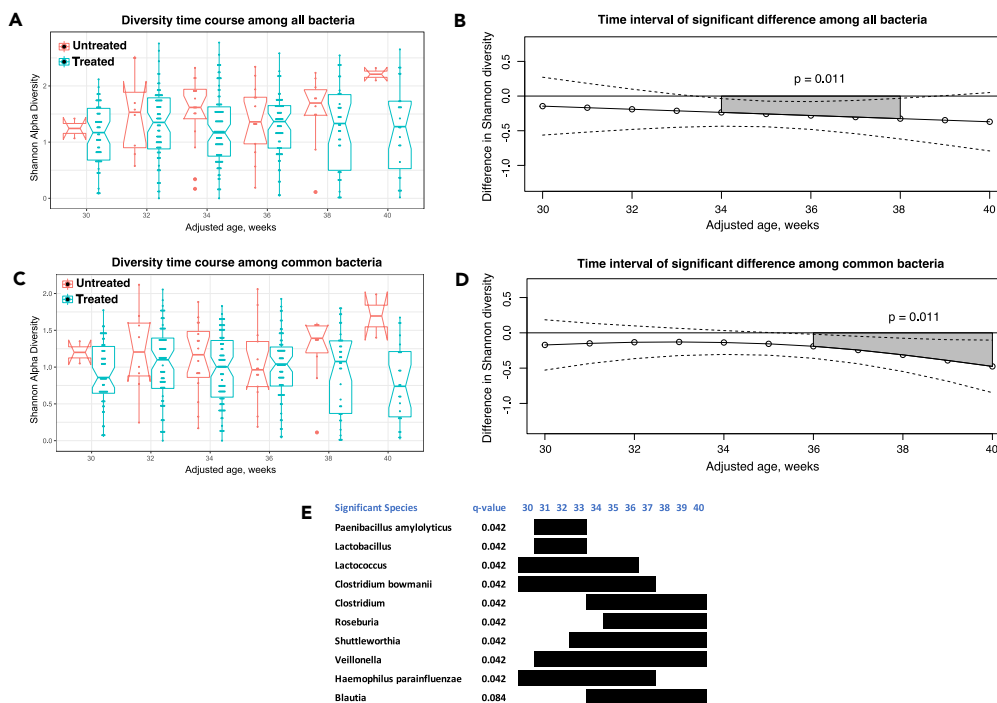 A
Diversity time course among all bacteria
Untreated
Treated
Shannon Alpha Diversity
2
1
0
30 32 34 36 38 40
Adjusted age, weeks
B
Time interval of significant difference among all bacteria
p = 0.011
Difference in Shannon diversity
0.5
0.0
-0.5
-1.0
30 32 34 36 38 40
Adjusted age, weeks
C
Diversity time course among common bacteria
Untreated
Treated
Shannon Alpha Diversity
2.0
1.5
1.0
0.5
0.0
30 32 34 36 38 40
Adjusted age, weeks
D
Time interval of significant difference among common bacteria
p = 0.011
Difference in Shannon diversity
0.5
0.0
-0.5
-1.0
30 32 34 36 38 40
Adjusted age, weeks
E
Significant Species q-value 30 31 32 33 34 35 36 37 38 39 40
Paenibacillus amylolyticus 0.042
Lactobacillus 0.042
Lactococcus 0.042
Clostridium bowmanii 0.042
Clostridium 0.042
Roseburia 0.042
Shuttleworthia 0.042
Veillonella 0.042
Haemophilus parainfluenzae 0.042
Blautia 0.084